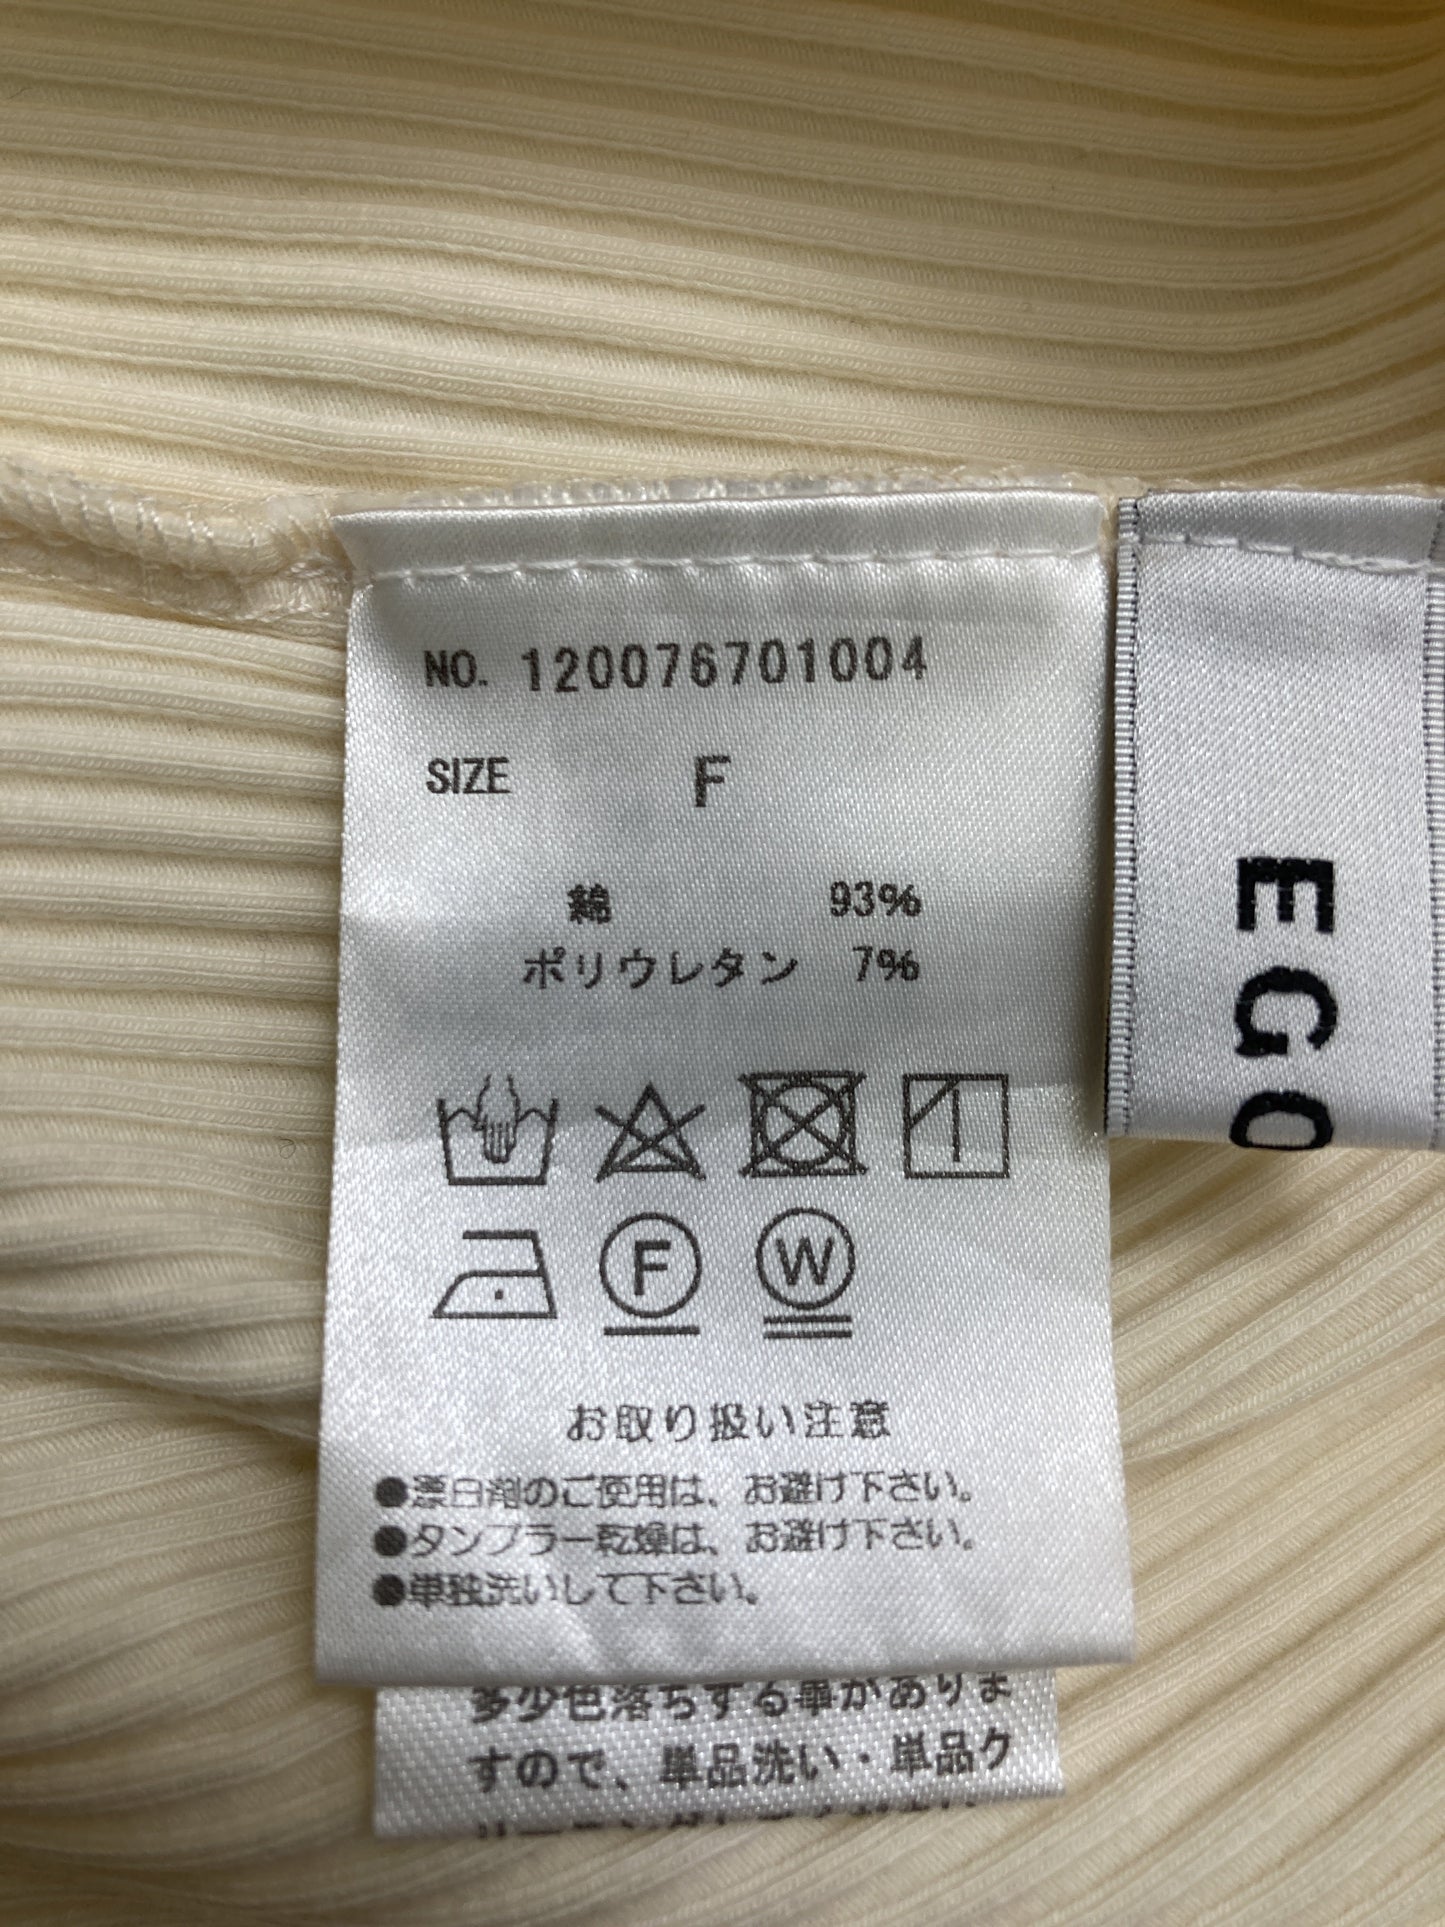 NO. 120076701004
SIZE F
綿 93%
ポリウレタン 7%
F W
お取り扱い注意
●漂白剤のご使用は、お避け下さい。
●タンブラー乾燥は、お避け下さい。
●単独洗いして下さい。
多少色落ちする事がありま
すので、単品洗い・単品ク
EGO